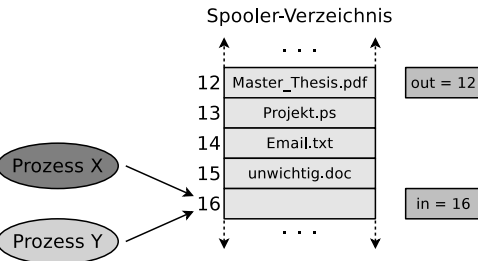 Spooler-Verzeichnis
. . .
12 Master_Thesis.pdf out = 12
13 Projekt.ps
14 Email.txt
Prozess X
15 unwichtig.doc
16 in = 16
Prozess Y
. . .